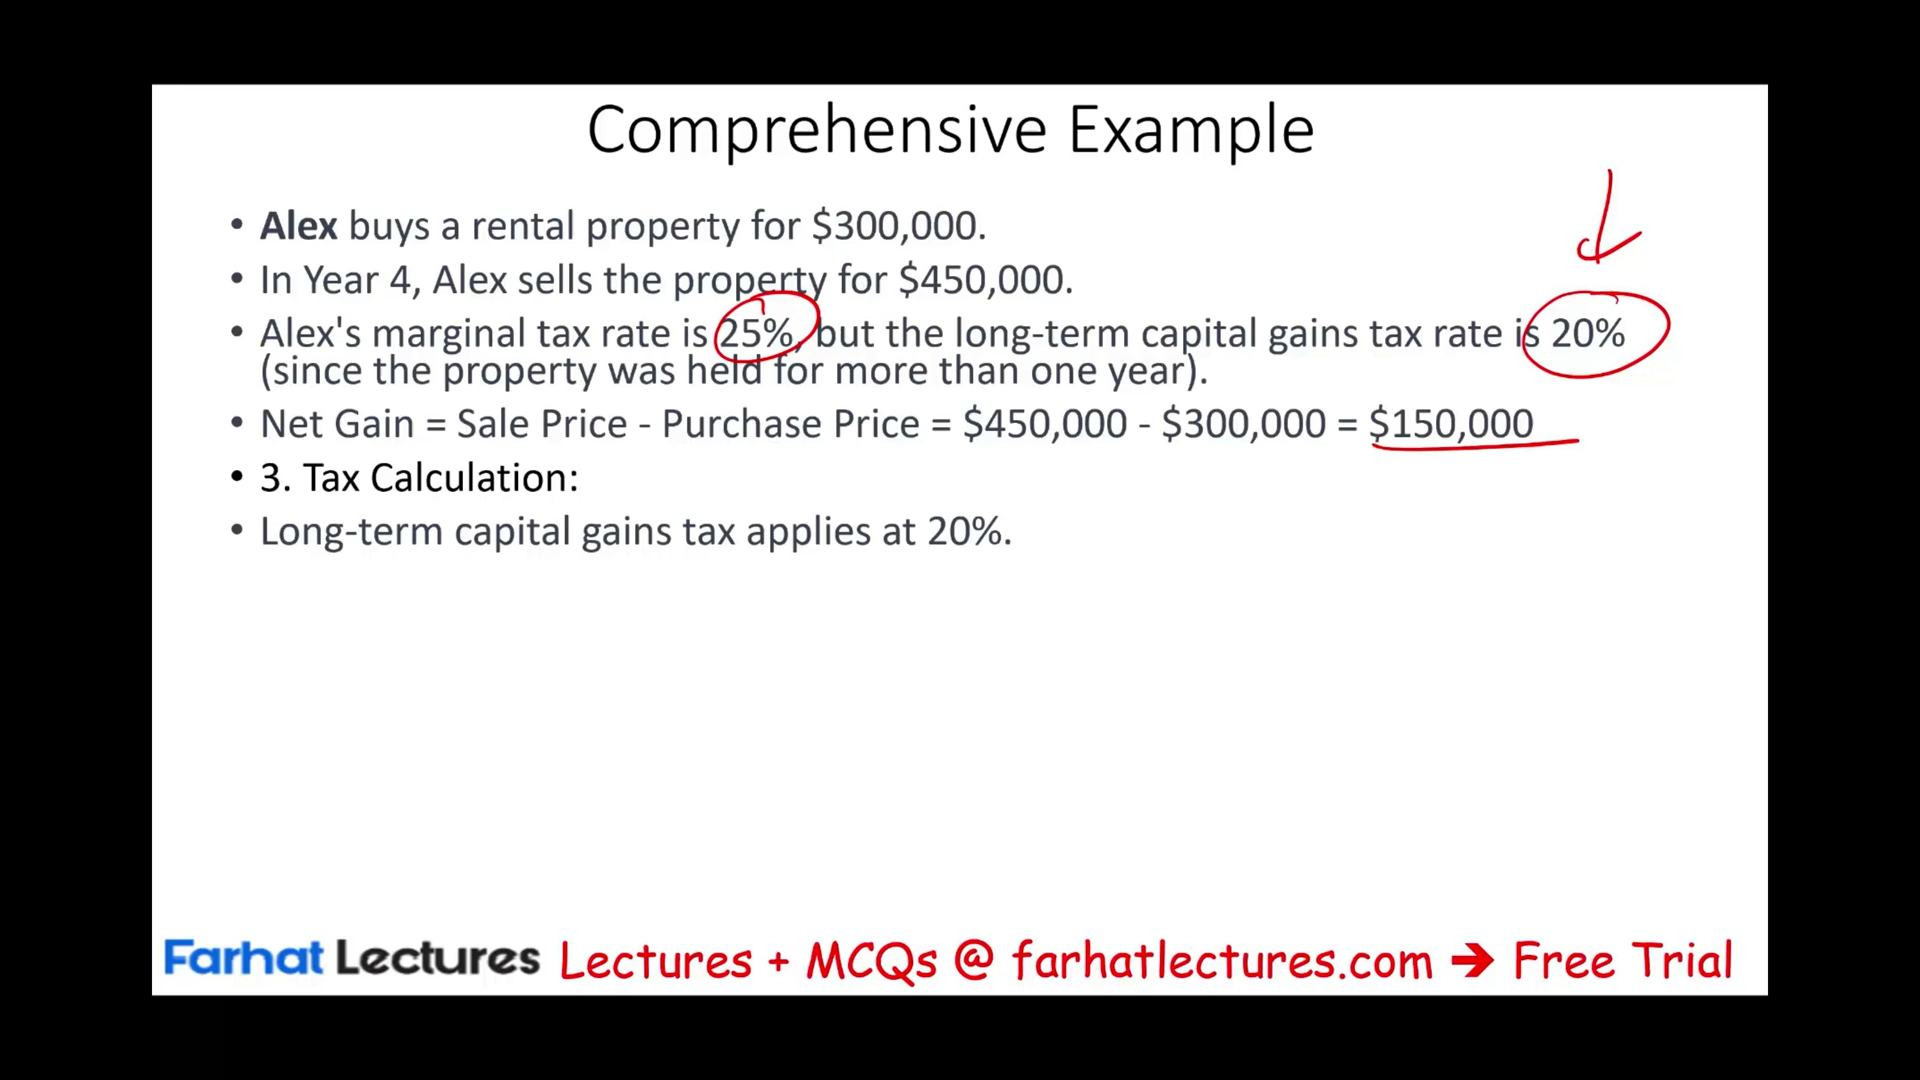 Comprehensive Example
• Alex buys a rental property for $300,000.
• In Year 4, Alex sells the property for $450,000.
• Alex's marginal tax rate is 25%, but the long-term capital gains tax rate is 20%
(since the property was held for more than one year).
• Net Gain = Sale Price - Purchase Price = $450,000 - $300,000 = $150,000
• 3. Tax Calculation:
• Long-term capital gains tax applies at 20%.
Farhat Lectures Lectures + MCQs @ farhatlectures.com → Free Trial